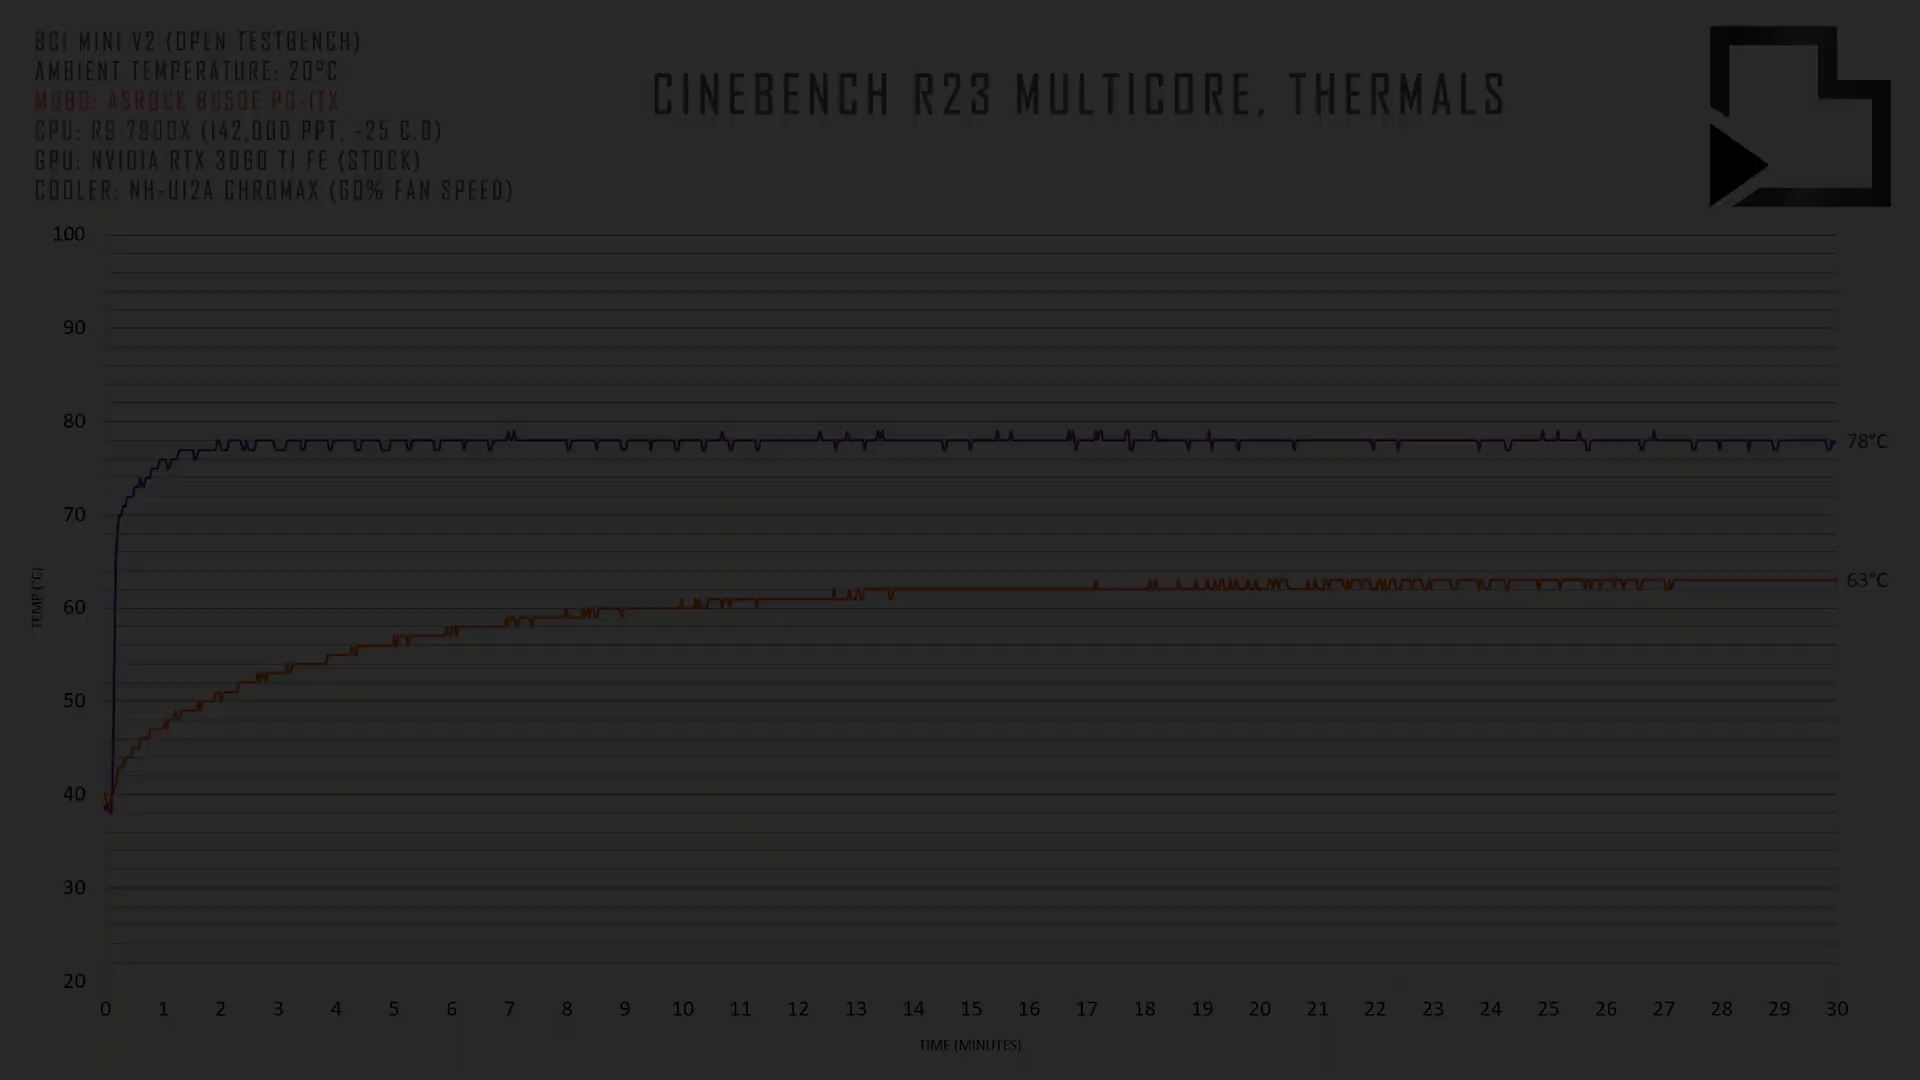 BCI MINI V2 (OPEN TESTBENCH)
AMBIENT TEMPERATURE: 20°C
MOBO: ASROCK B650E PG-ITX
CPU: R9 7900X (142,000 PPT, -25 C.O)
GPU: NVIDIA RTX 3060 TI FE (STOCK)
COOLER: NH-U12A CHROMAX (60% FAN SPEED)
CINEBENCH R23 MULTICORE, THERMALS
100
90
80
70
60
50
40
30
20
TEMP (°C)
78°C
63°C
0 1 2 3 4 5 6 7 8 9 10 11 12 13 14 15 16 17 18 19 20 21 22 23 24 25 26 27 28 29 30
TIME (MINUTES)